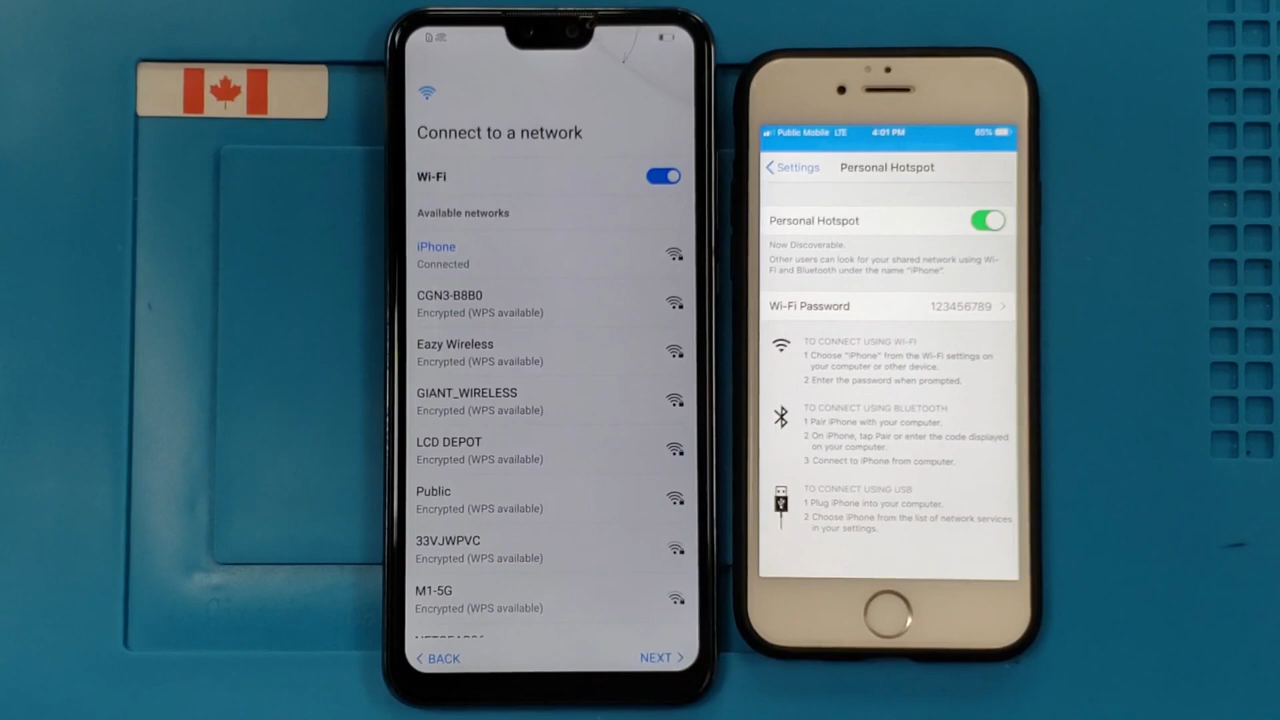 Connect to a network
Wi-Fi
Available networks
iPhone
Connected
CGN3-B8B0
Encrypted (WPS available)
Eazy Wireless
Encrypted (WPS available)
GIANT_WIRELESS
Encrypted (WPS available)
LCD DEPOT
Encrypted (WPS available)
Public
Encrypted (WPS available)
33VJWPVC
Encrypted (WPS available)
M1-5G
Encrypted (WPS available)
BACK
NEXT
Public Mobile LTE 4:01 PM 65%
Settings Personal Hotspot
Personal Hotspot
Now Discoverable.
Other users can look for your shared network using Wi-
Fi and Bluetooth under the name “iPhone”.
Wi-Fi Password 123456789
TO CONNECT USING WI-FI
1 Choose “iPhone” from the Wi-Fi settings on
your computer or other device.
2 Enter the password when prompted.
TO CONNECT USING BLUETOOTH
1 Pair iPhone with your computer.
2 On iPhone, tap Pair or enter the code displayed
on your computer.
3 Connect to iPhone from computer.
TO CONNECT USING USB
1 Plug iPhone into your computer.
2 Choose iPhone from the list of network services
in your settings.